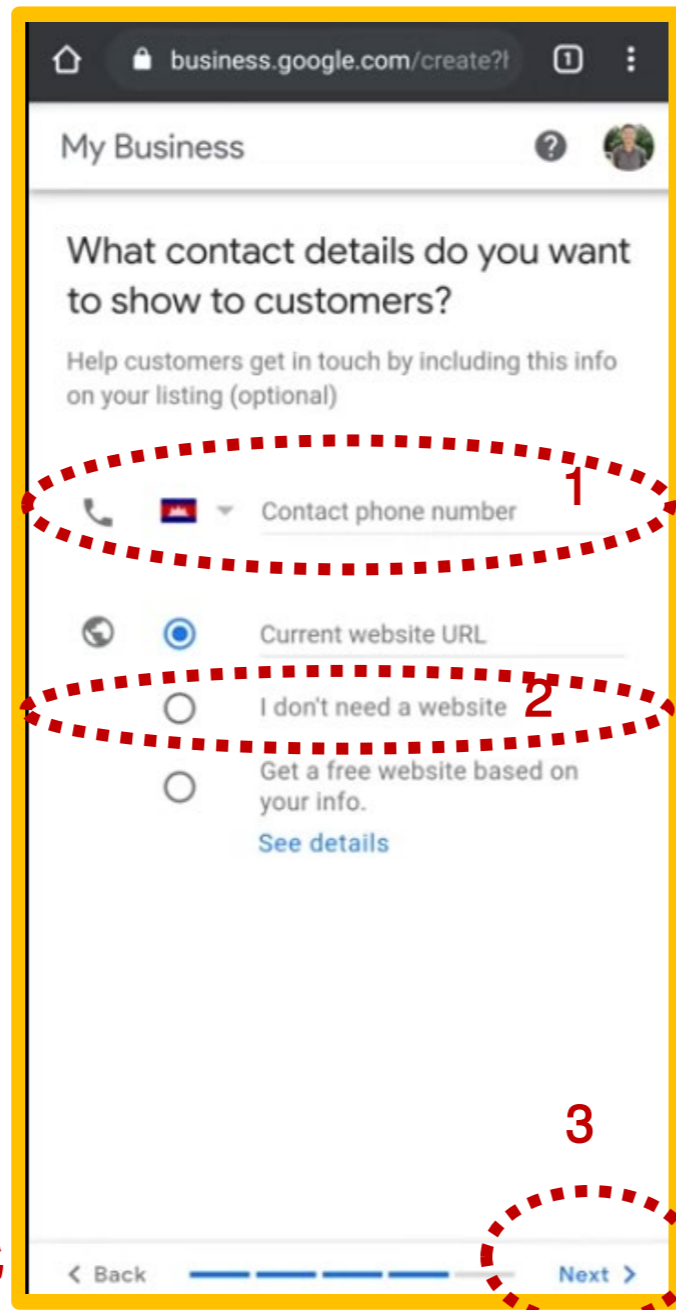 business.google.com/create?h
1
My Business
?
What contact details do you want
to show to customers?
Help customers get in touch by including this info
on your listing (optional)
1
Contact phone number
Current website URL
2
I don't need a website
Get a free website based on
your info.
See details
3
Back
Next